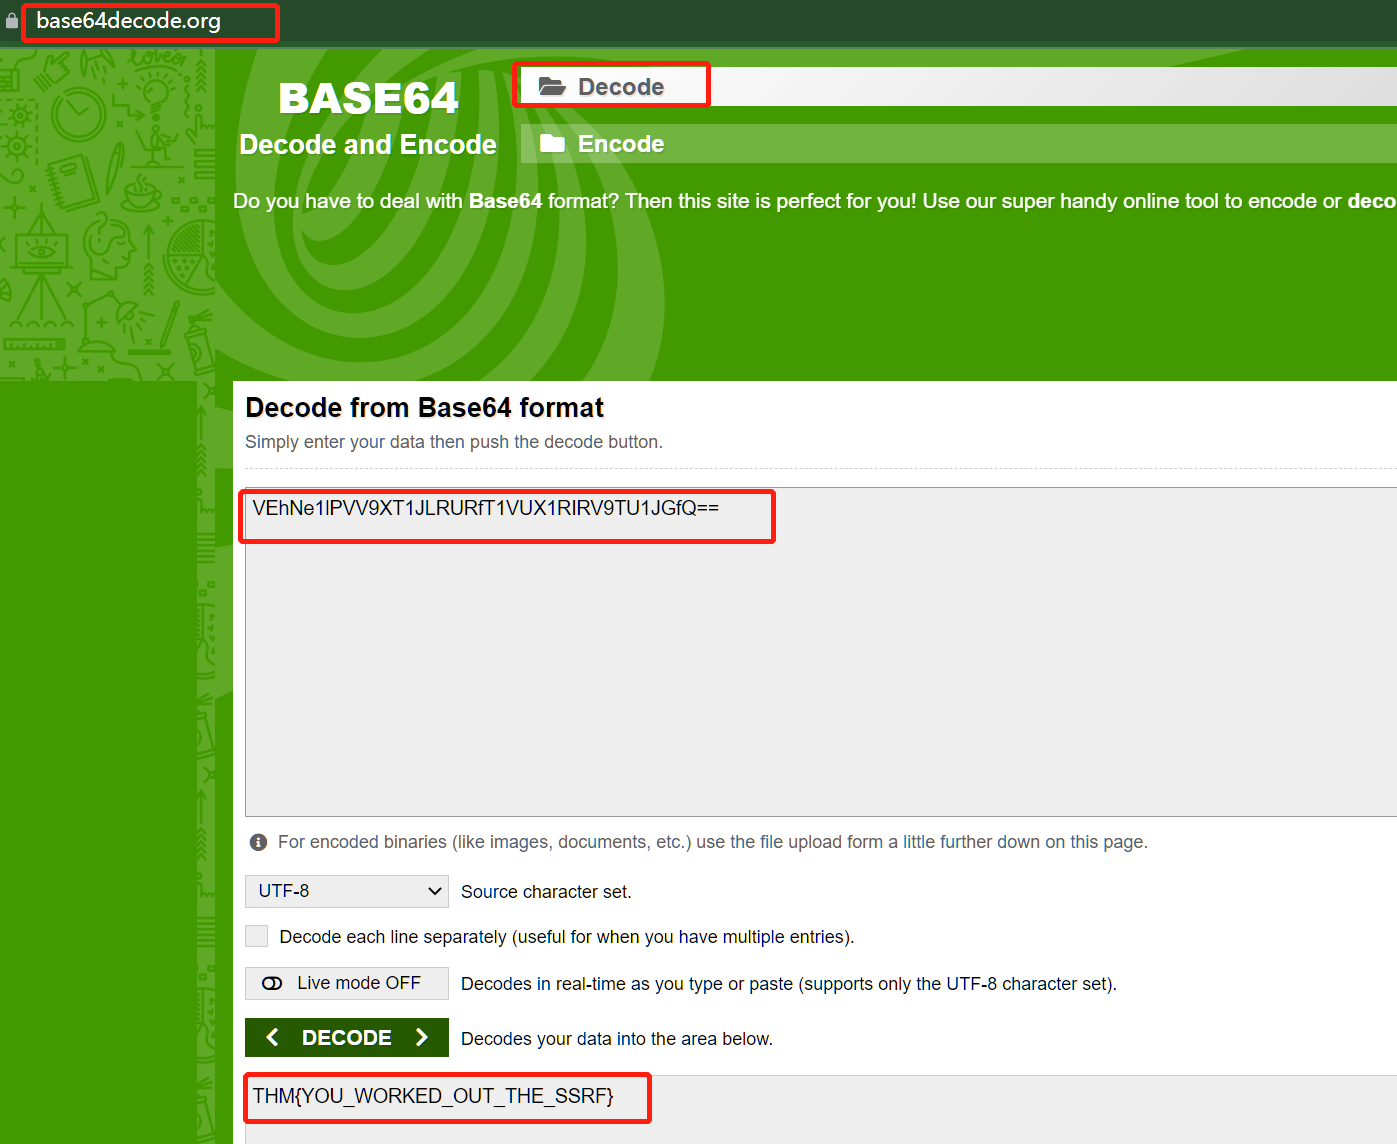 base64decode.org
BASE64
Decode and Encode
Decode
Encode
Do you have to deal with Base64 format? Then this site is perfect for you! Use our super handy online tool to encode or deco
Decode from Base64 format
Simply enter your data then push the decode button.
VEhNe1lPVV9XT1JLRURfT1VUX1RIRV9TU1JGfQ==
For encoded binaries (like images, documents, etc.) use the file upload form a little further down on this page.
UTF-8 Source character set.
Decode each line separately (useful for when you have multiple entries).
Live mode OFF Decodes in real-time as you type or paste (supports only the UTF-8 character set).
DECODE Decodes your data into the area below.
THM{YOU_WORKED_OUT_THE_SSRF}